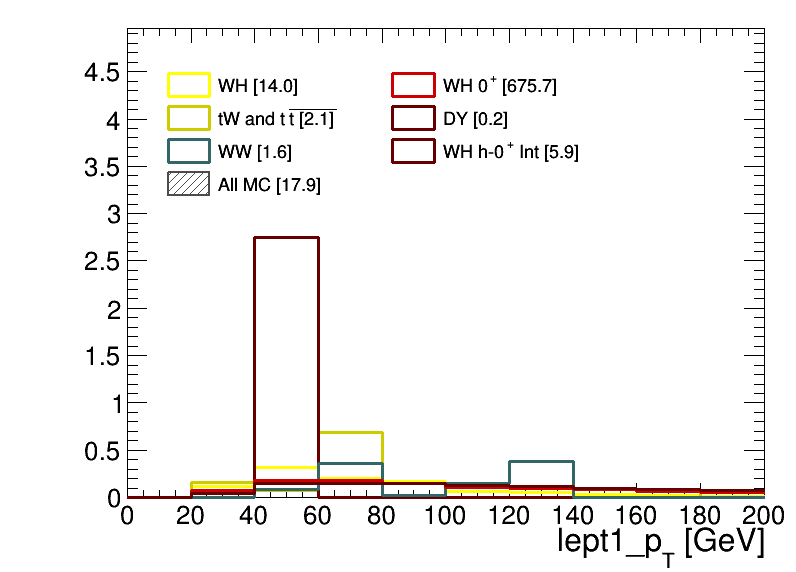 4.5
4
3.5
3
2.5
2
1.5
1
0.5
0
WH [14.0]
WH 0⁺ [675.7]
tW and t t̅ [2.1]
DY [0.2]
WW [1.6]
WH h-0⁺ Int [5.9]
All MC [17.9]
0 20 40 60 80 100 120 140 160 180 200
lept1_p_T [GeV]